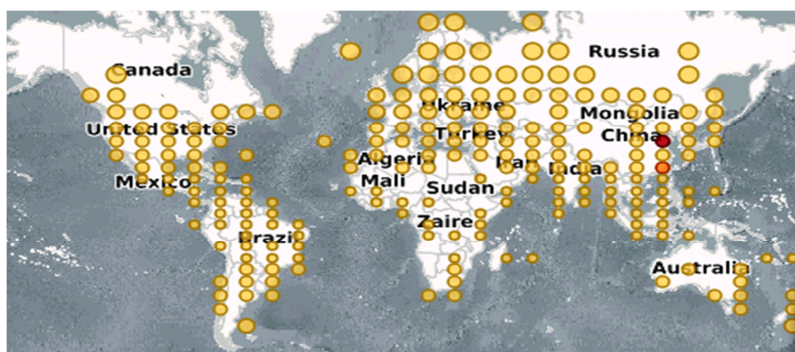 Russia
Canada
Ukraine
Mongolia
United States
Turkey
China
Algeria
Iran
India
Mexico
Mali
Sudan
Zaire
Brazil
Australia